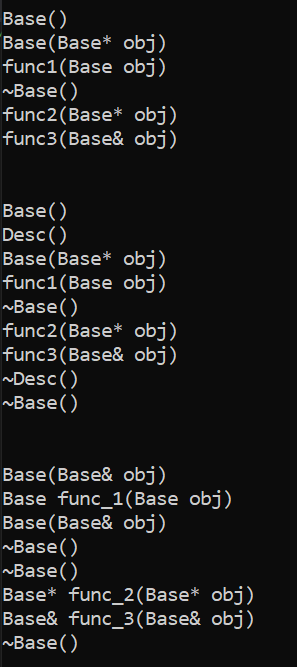 Base()
Base(Base* obj)
func1(Base obj)
~Base()
func2(Base* obj)
func3(Base& obj)
Base()
Desc()
Base(Base* obj)
func1(Base obj)
~Base()
func2(Base* obj)
func3(Base& obj)
~Desc()
~Base()
Base(Base& obj)
Base func_1(Base obj)
Base(Base& obj)
~Base()
~Base()
Base* func_2(Base* obj)
Base& func_3(Base& obj)
~Base()